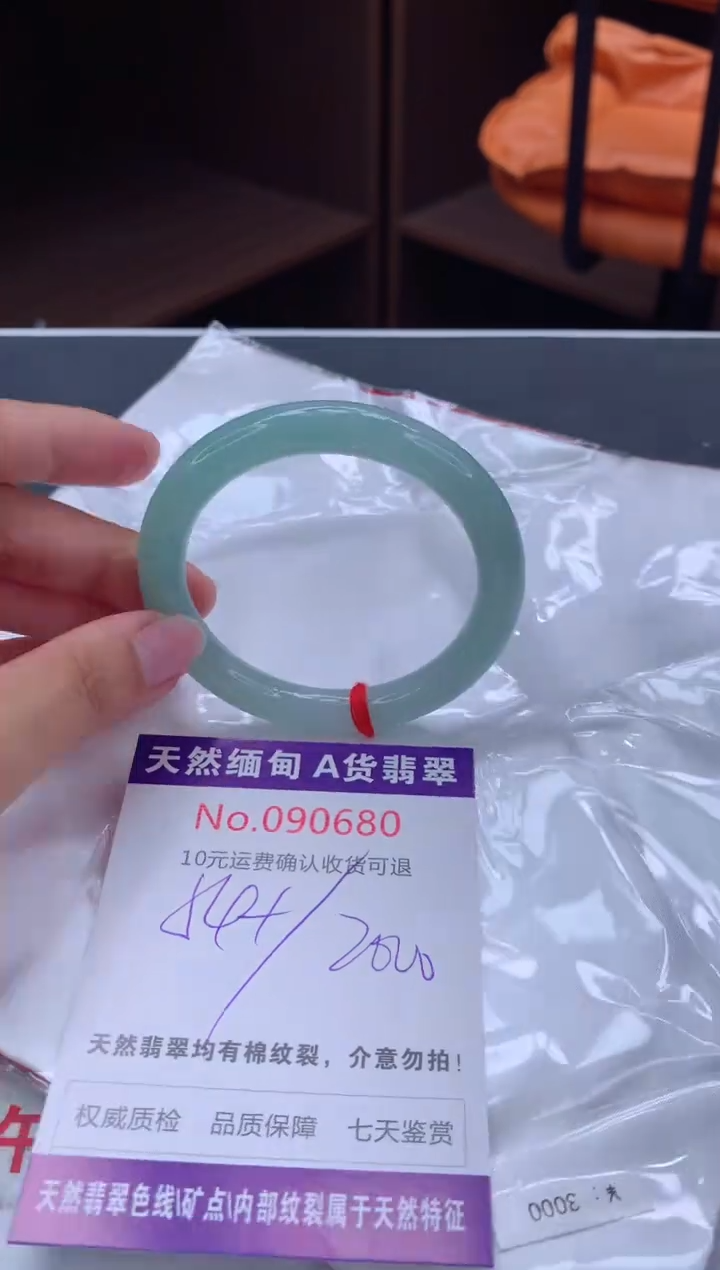 天然缅甸 A货翡翠
No.090680
10元运费确认收货可退
2000
天然翡翠均有棉纹裂，介意勿拍！
权威质检 品质保障 七天鉴赏
天然翡翠色线\矿点\内部纹裂属于天然特征
午
3000